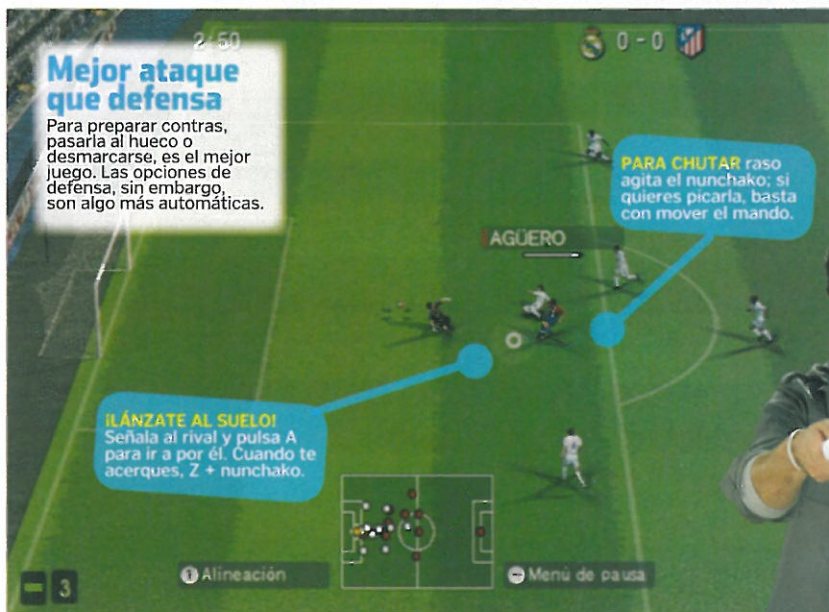 2:50
0 - 0
Mejor ataque
que defensa
Para preparar contras,
pasarla al hueco o
desmarcarse, es el mejor
juego. Las opciones de
defensa, sin embargo,
son algo más automáticas.
PARA CHUTAR raso
agita el nunchako; si
quieres picarla, basta
con mover el mando.
AGÜERO
¡LÁNZATE AL SUELO!
Señala al rival y pulsa A
para ir a por él. Cuando te
acerques, Z + nunchako.
3
1 Alineación
− Menú de pausa